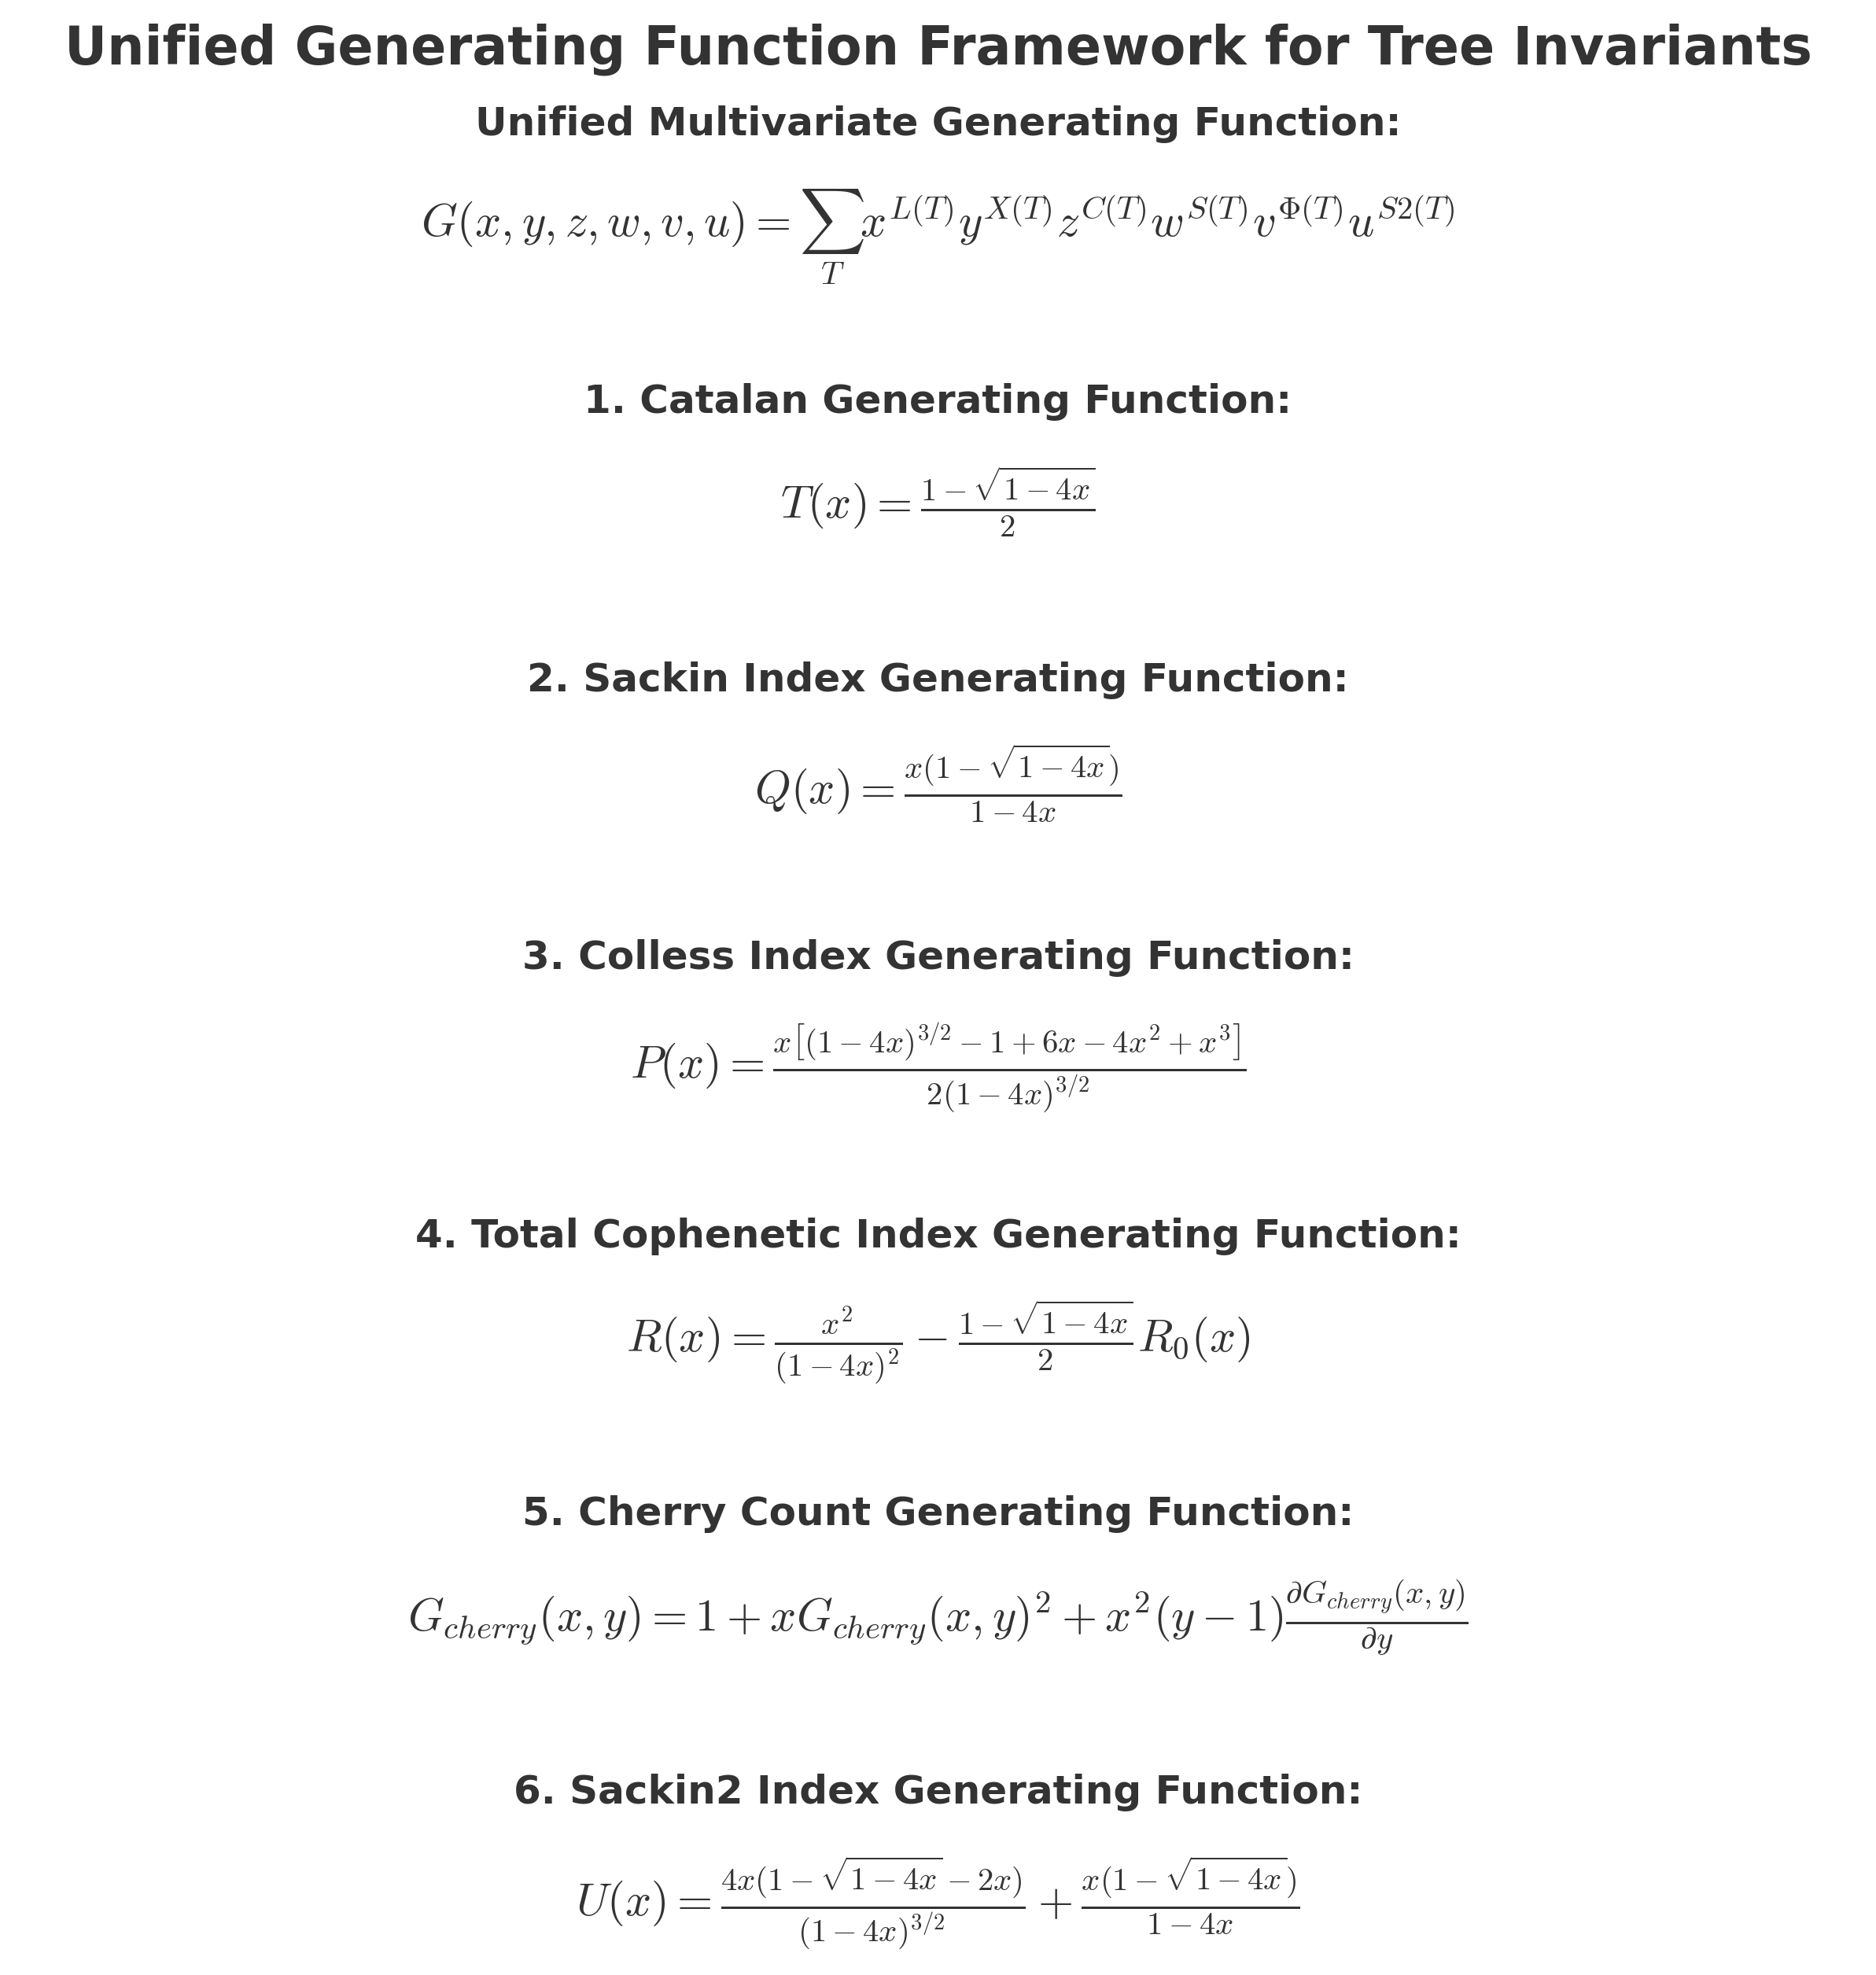 Unified Generating Function Framework for Tree Invariants
Unified Multivariate Generating Function:
$G(x, y, z, w, v, u) = \sum_{T} x^{L(T)} y^{X(T)} z^{C(T)} w^{S(T)} v^{\Phi(T)} u^{S2(T)}$
1. Catalan Generating Function:
$T(x) = \frac{1 - \sqrt{1 - 4x}}{2}$
2. Sackin Index Generating Function:
$Q(x) = \frac{x(1 - \sqrt{1 - 4x})}{1 - 4x}$
3. Colless Index Generating Function:
$P(x) = \frac{x\left[(1 - 4x)^{3/2} - 1 + 6x - 4x^2 + x^3\right]}{2(1 - 4x)^{3/2}}$
4. Total Cophenetic Index Generating Function:
$R(x) = \frac{x^2}{(1 - 4x)^2} - \frac{1 - \sqrt{1 - 4x}}{2} R_0(x)$
5. Cherry Count Generating Function:
$G_{cherry}(x, y) = 1 + xG_{cherry}(x, y)^2 + x^2(y - 1)\frac{\partial G_{cherry}(x, y)}{\partial y}$
6. Sackin2 Index Generating Function:
$U(x) = \frac{4x(1 - \sqrt{1 - 4x} - 2x)}{(1 - 4x)^{3/2}} + \frac{x(1 - \sqrt{1 - 4x})}{1 - 4x}$